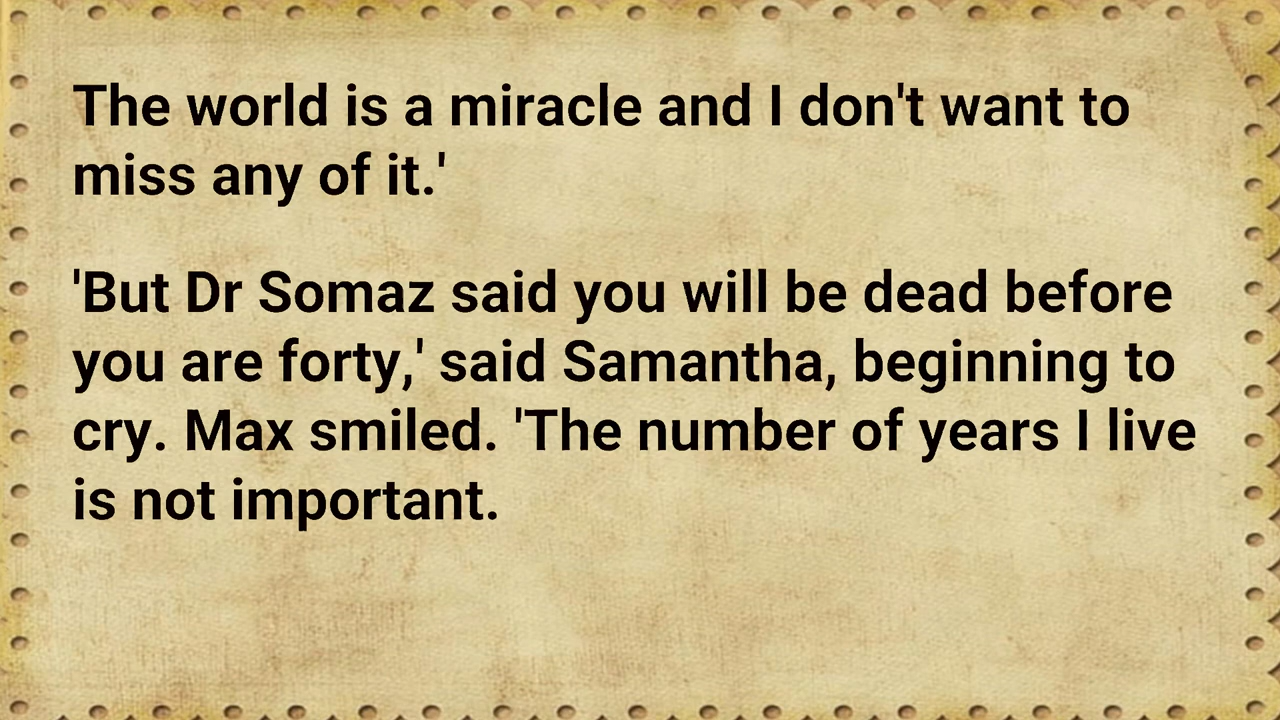 The world is a miracle and I don't want to
miss any of it.'
'But Dr Somaz said you will be dead before
you are forty,' said Samantha, beginning to
cry. Max smiled. 'The number of years I live
is not important.